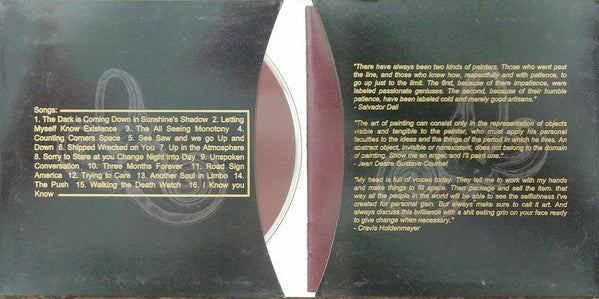 Songs:
1. The Dark is Coming Down in Sunshine's Shadow 2. Letting
Myself Know Existence 3. The All Seeing Monotony 4.
Counting Corners Space 5. See Saw and we go Up and
Down 6. Shipped Wrecked on You 7. Up in the Atmosphere
8. Sorry to Stare at you Change Night into Day 9. Unspoken
Conversation 10. Three Months Forever 11. Road Sign
America 12. Trying to Care 13. Another Soul in Limbo 14.
The Push 15. Walking the Death Watch 16. I Know you
Know
"There have always been two kinds of painters. Those who went past
the line, and those who knew how, respectfully and with patience, to
go up just to the limit. The first, because of there impatience, were
labeled passionate geniuses. The second, because of their humble
patience, have been labeled cold and merely good artisans."
- Salvador Dali
"The art of painting can consist only in the representation of objects
visible and tangible to the painter, who must apply his personal
faculties to the ideas and the things of the period in which he lives. An
abstract object, invisible or nonexistent, does not belong to the domain
of painting. Show me an angel, and I'll paint one."
- Jean Desire Gustave Courbet
"My head is full of voices today. They tell me to work with my hands
and make things to fill space. Then package and sell the item. that
way all the people in the world will be able to see the selfishness I've
created for personal gain. But always make sure to call it art. And
always discuss this brilliance with a shit eating grin on your face ready
to give change when necessary."
- Cravis Holdenmeyer